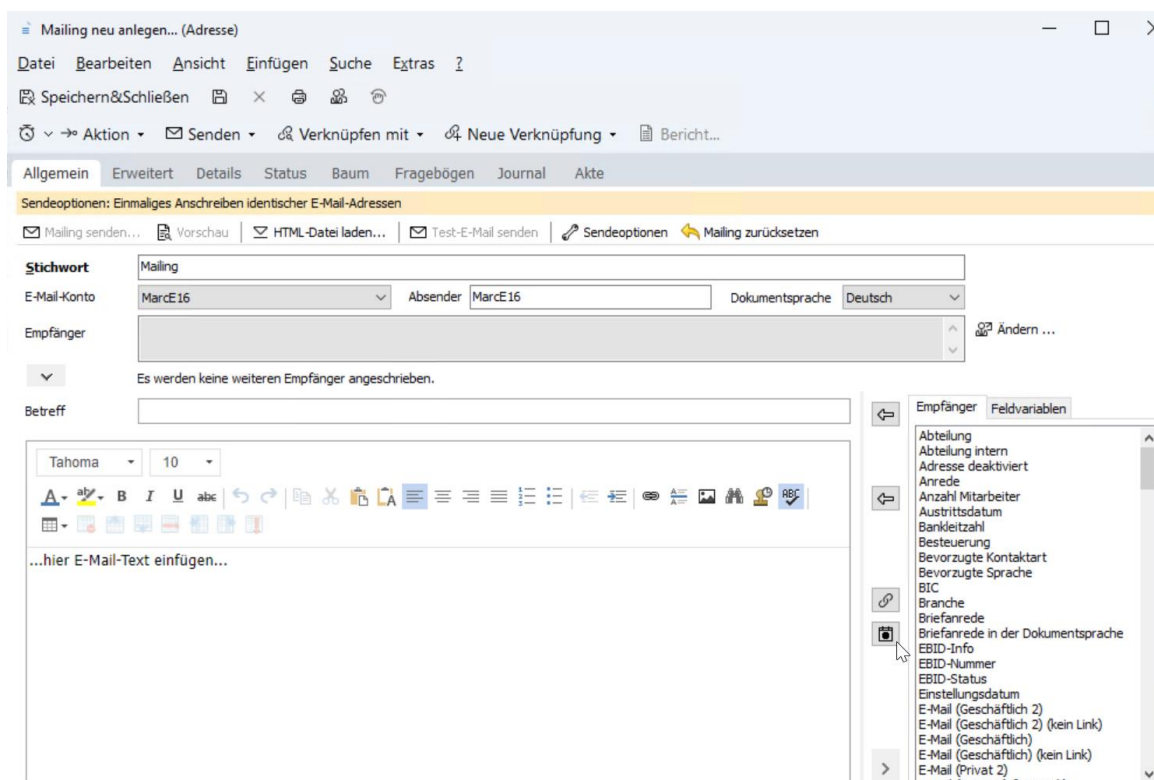 Mailing neu anlegen... (Adresse)
Datei Bearbeiten Ansicht Einfügen Suche Extras ?
Speichern&Schließen
Aktion Senden Verknüpfen mit Neue Verknüpfung Bericht...
Allgemein Erweitert Details Status Baum Fragebögen Journal Akte
Sendeoptionen: Einmaliges Anschreiben identischer E-Mail-Adressen
Mailing senden... Vorschau HTML-Datei laden... Test-E-Mail senden Sendeoptionen Mailing zurücksetzen
Stichwort Mailing
E-Mail-Konto MarcE16 Absender MarcE16 Dokumentsprache Deutsch
Empfänger Ändern ...
Es werden keine weiteren Empfänger angeschrieben.
Betreff
Tahoma 10
A aby B I U abc ABC
...hier E-Mail-Text einfügen...
Empfänger Feldvariablen
Abteilung
Abteilung intern
Adresse deaktiviert
Anrede
Anzahl Mitarbeiter
Austrittsdatum
Bankleitzahl
Besteuerung
Bevorzugte Kontaktart
Bevorzugte Sprache
BIC
Branche
Briefanrede
Briefanrede in der Dokumentsprache
EBID-Info
EBID-Nummer
EBID-Status
Einstellungsdatum
E-Mail (Geschäftlich 2)
E-Mail (Geschäftlich 2) (kein Link)
E-Mail (Geschäftlich)
E-Mail (Geschäftlich) (kein Link)
E-Mail (Privat 2)